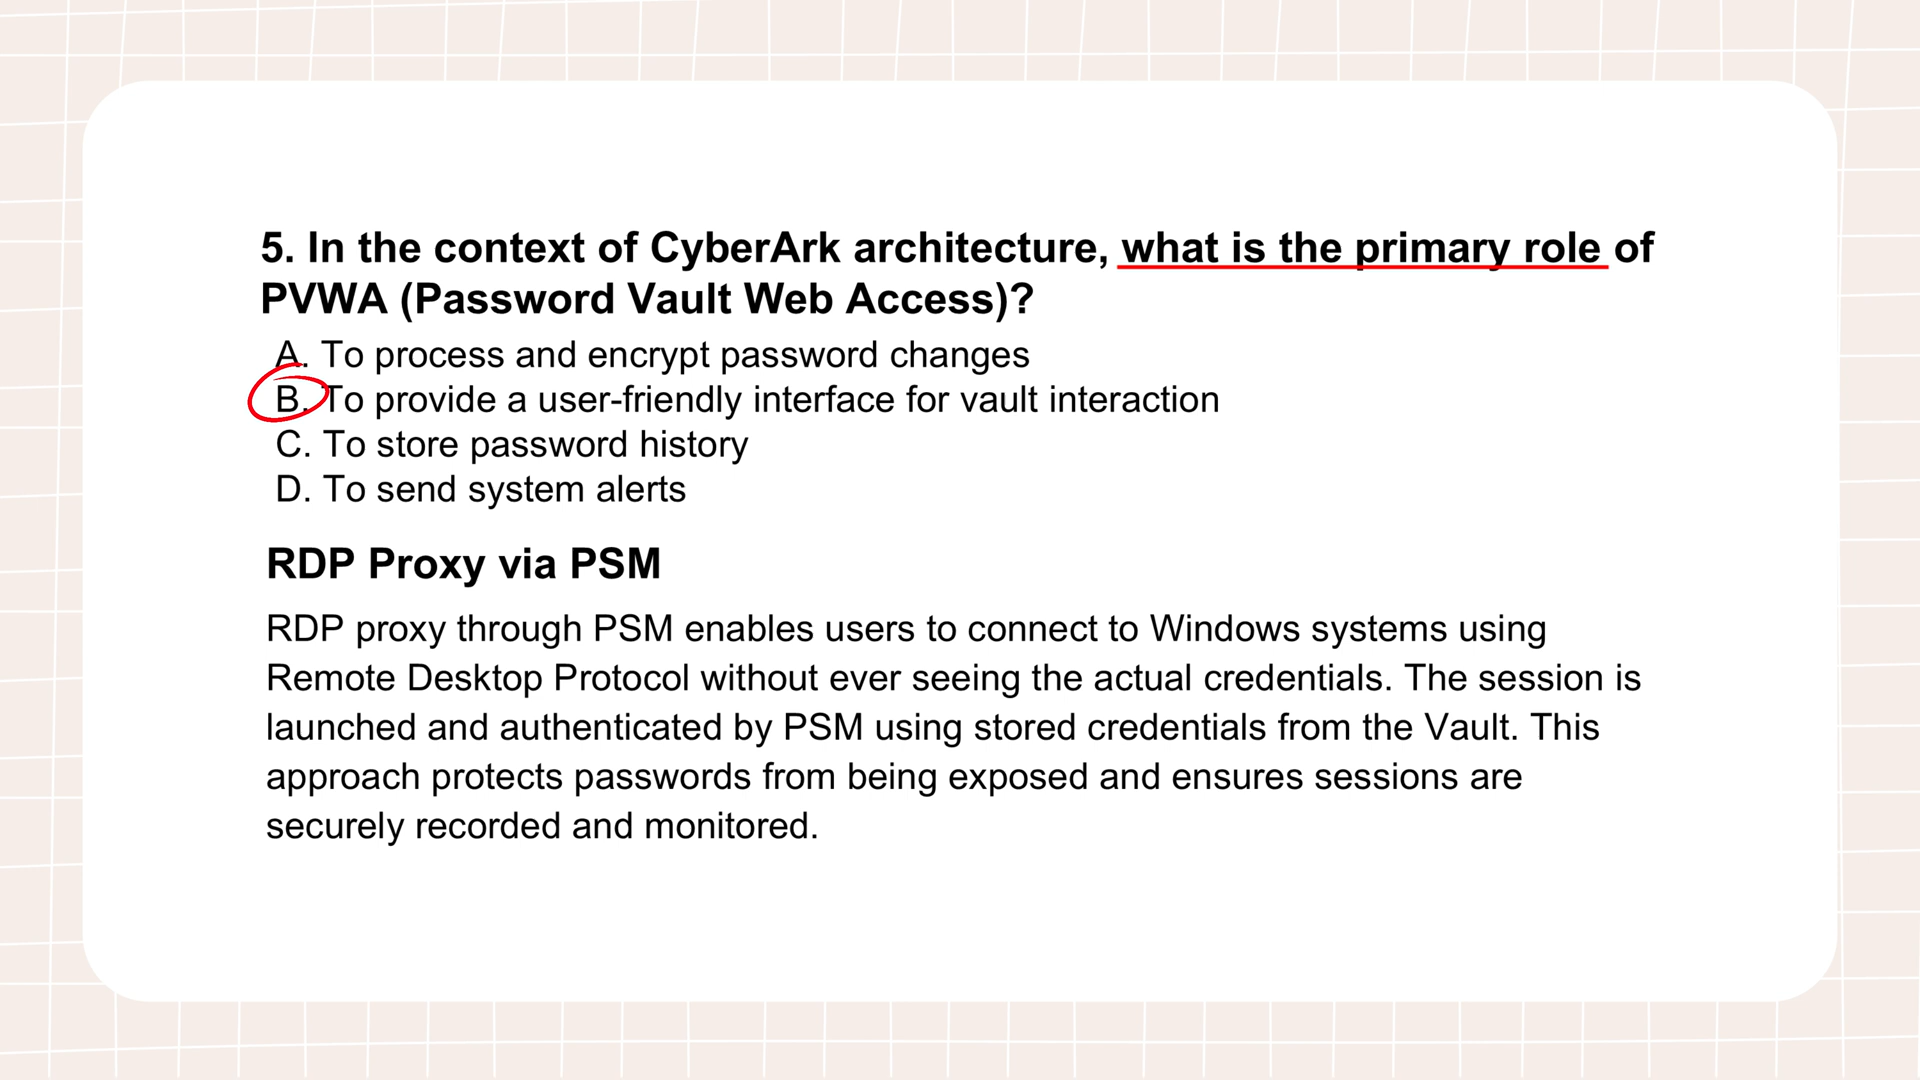 5. In the context of CyberArk architecture, what is the primary role of
PVWA (Password Vault Web Access)?
A. To process and encrypt password changes
B. To provide a user-friendly interface for vault interaction
C. To store password history
D. To send system alerts
RDP Proxy via PSM
RDP proxy through PSM enables users to connect to Windows systems using
Remote Desktop Protocol without ever seeing the actual credentials. The session is
launched and authenticated by PSM using stored credentials from the Vault. This
approach protects passwords from being exposed and ensures sessions are
securely recorded and monitored.